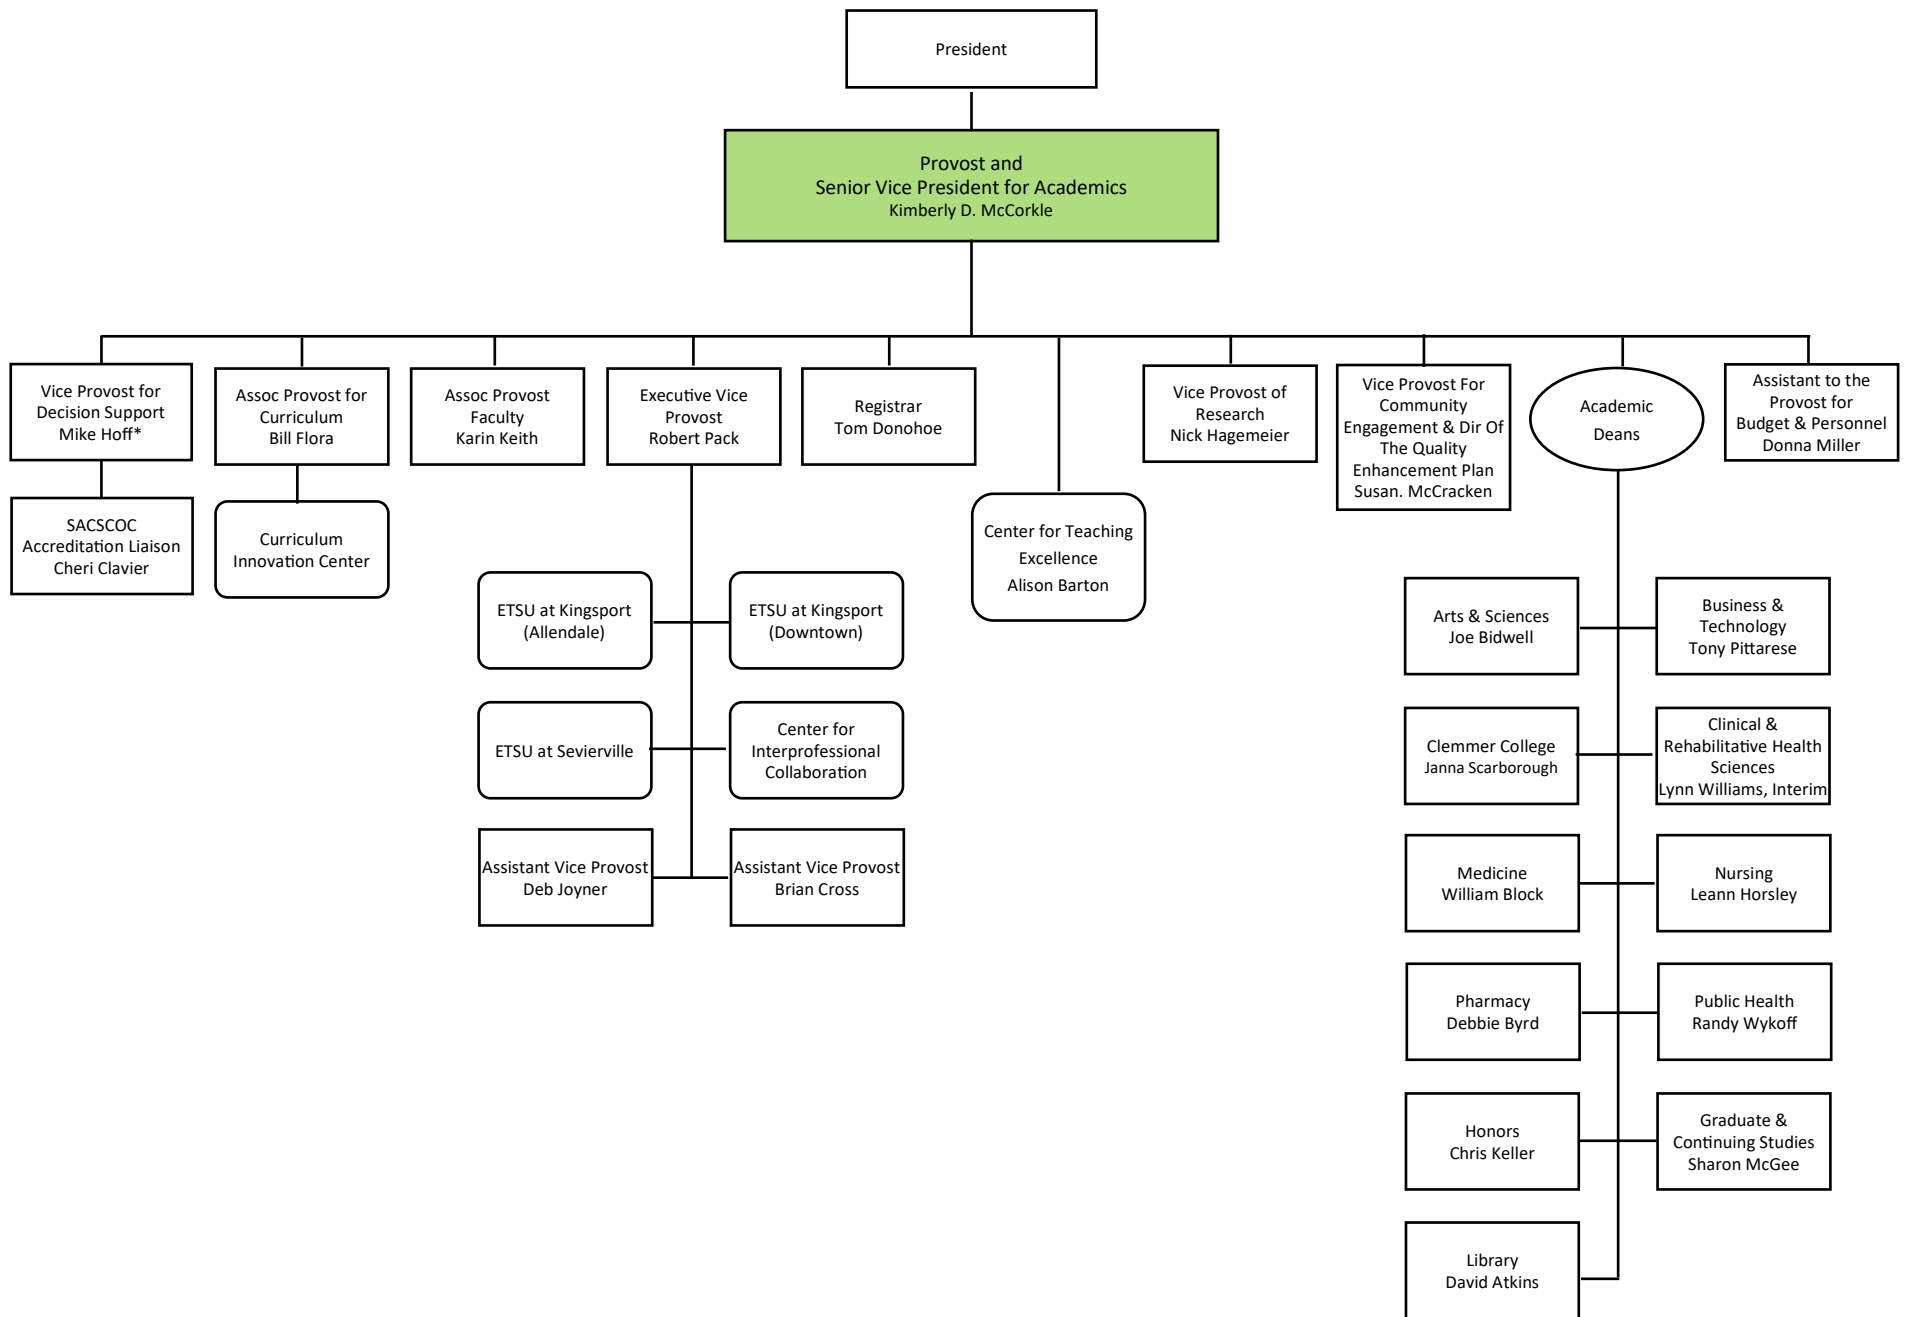 President
Provost and
Senior Vice President for Academics
Kimberly D. McCorkle
Vice Provost for
Decision Support
Mike Hoff*
Assoc Provost for
Curriculum
Bill Flora
Assoc Provost
Faculty
Karin Keith
Executive Vice
Provost
Robert Pack
Registrar
Tom Donohoe
Vice Provost of
Research
Nick Hagemeier
Vice Provost For
Community
Engagement & Dir Of
The Quality
Enhancement Plan
Susan. McCracken
Academic
Deans
Assistant to the
Provost for
Budget & Personnel
Donna Miller
SACSCOC
Accreditation Liaison
Cheri Clavier
Curriculum
Innovation Center
Center for Teaching
Excellence
Alison Barton
ETSU at Kingsport
(Allendale)
ETSU at Kingsport
(Downtown)
ETSU at Sevierville
Center for
Interprofessional
Collaboration
Assistant Vice Provost
Deb Joyner
Assistant Vice Provost
Brian Cross
Arts & Sciences
Joe Bidwell
Business &
Technology
Tony Pittarese
Clemmer College
Janna Scarborough
Clinical &
Rehabilitative Health
Sciences
Lynn Williams, Interim
Medicine
William Block
Nursing
Leann Horsley
Pharmacy
Debbie Byrd
Public Health
Randy Wykoff
Honors
Chris Keller
Graduate &
Continuing Studies
Sharon McGee
Library
David Atkins